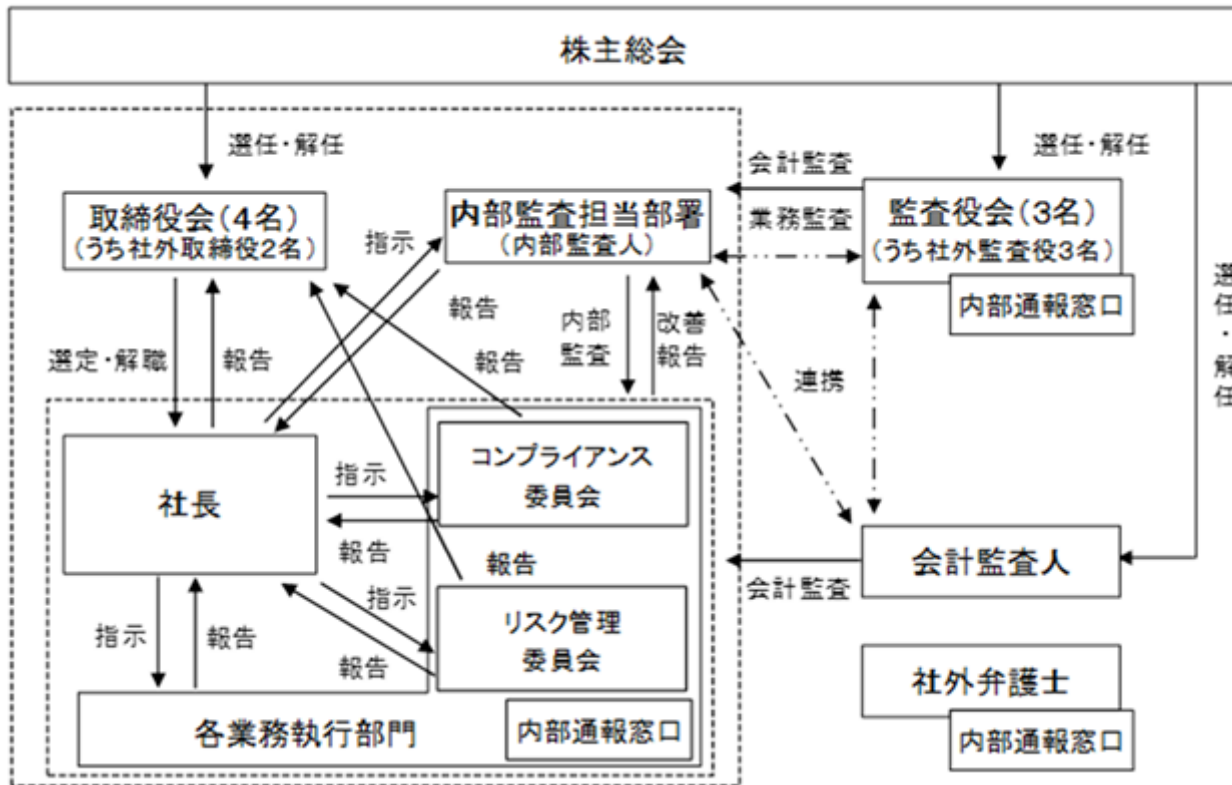 株主総会
選任・解任
選任・解任
会計監査
取締役会(4名)
(うち社外取締役2名)
指示
内部監査担当部署
(内部監査人)
業務監査
監査役会(3名)
(うち社外監査役3名)
内部通報窓口
選任・解任
選定・解職
報告
報告
報告
内部
監査
改善
報告
連携
社長
指示
コンプライアンス
委員会
報告
報告
会計監査
会計監査人
指示
リスク管理
委員会
報告
指示
報告
各業務執行部門
内部通報窓口
社外弁護士
内部通報窓口